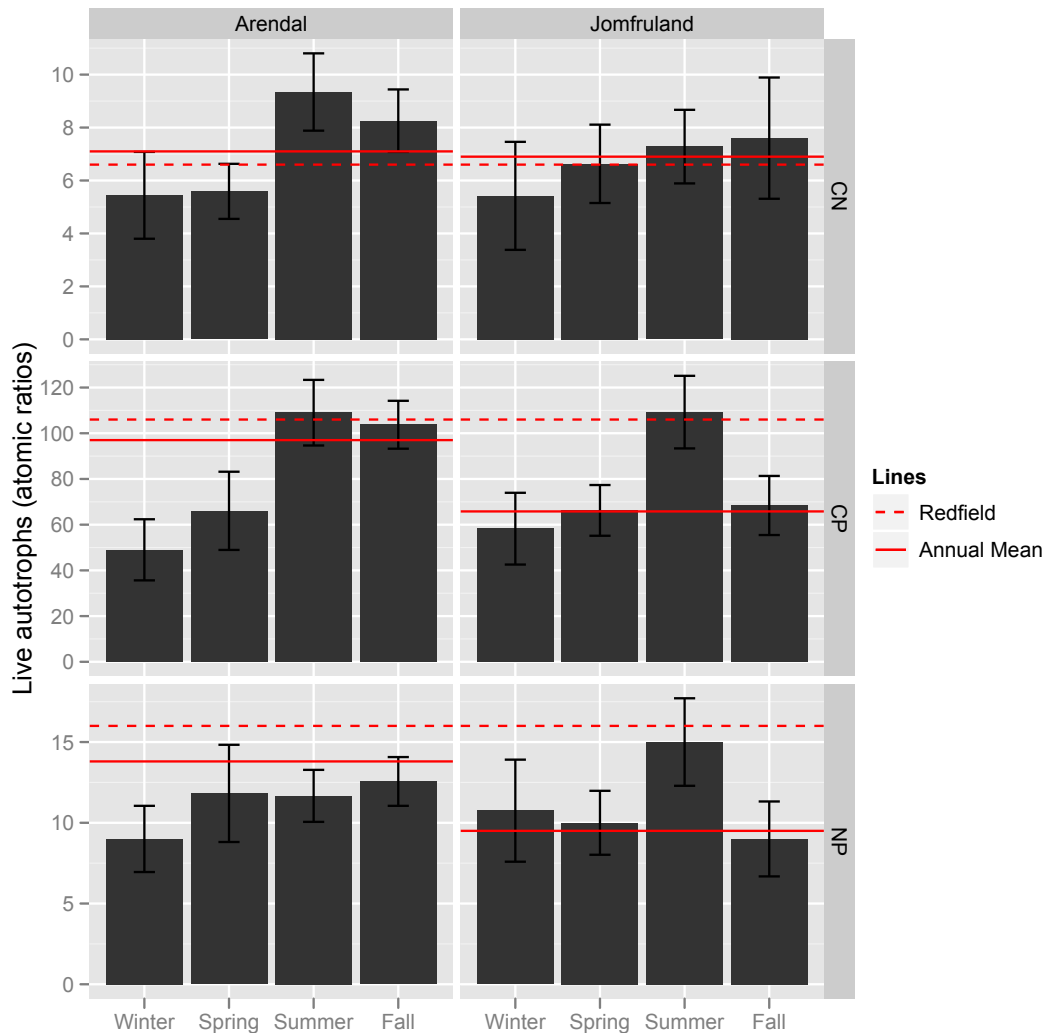 Arendal
Jomfruland
Live autotrophs (atomic ratios)
10
8
6
4
2
0
CN
120
100
80
60
40
20
0
CP
15
10
5
0
NP
Winter Spring Summer Fall
Winter Spring Summer Fall
Lines
Redfield
Annual Mean